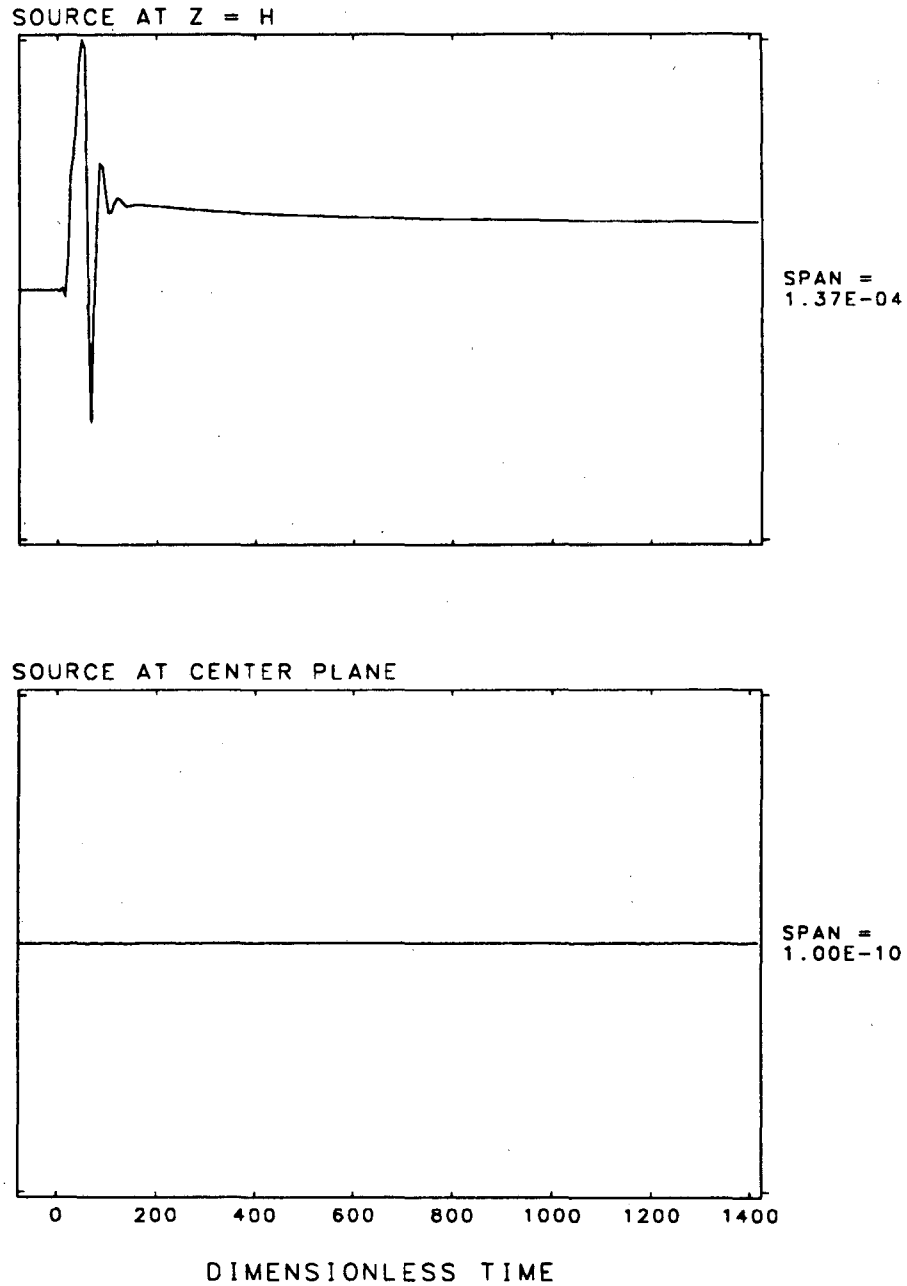 SOURCE AT Z = H
SPAN =
1.37E-04
SOURCE AT CENTER PLANE
SPAN =
1.00E-10
0 200 400 600 800 1000 1200 1400
DIMENSIONLESS TIME